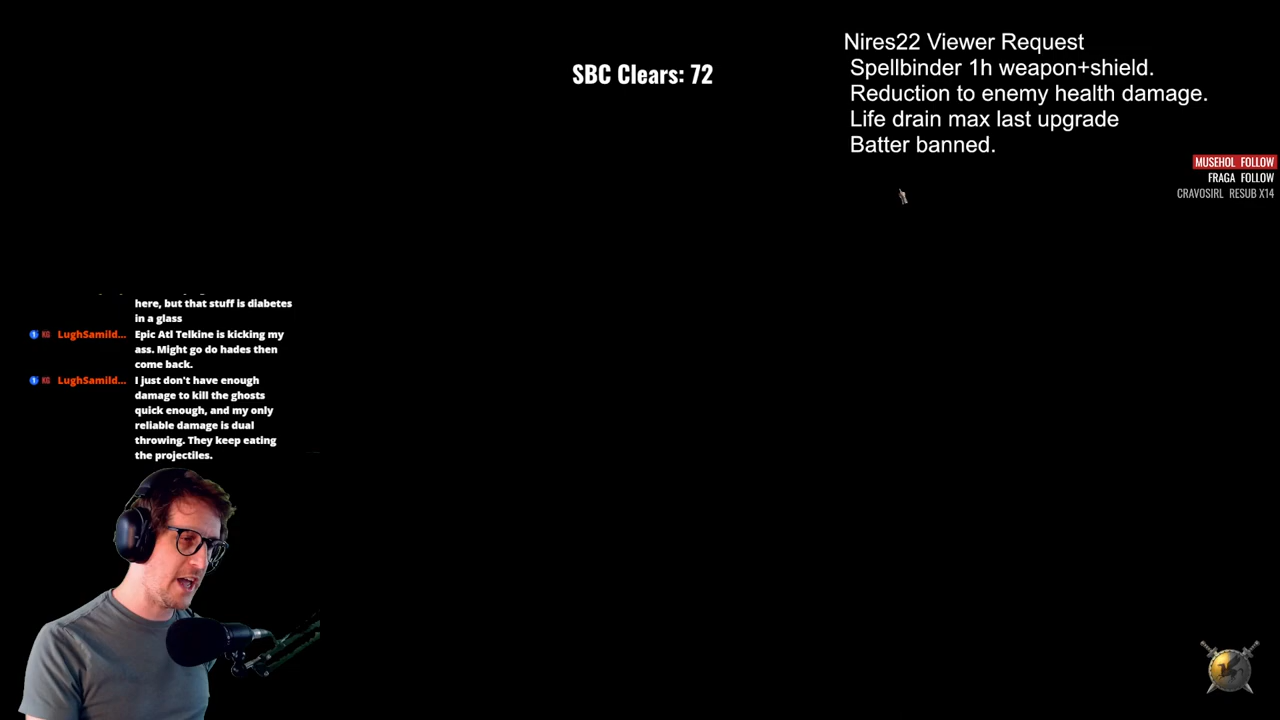 Nires22 Viewer Request
Spellbinder 1h weapon+shield.
Reduction to enemy health damage.
Life drain max last upgrade
Batter banned.
SBC Clears: 72
MUSEHOL FOLLOW
FRAGA FOLLOW
CRAVOSIRL RESUB X14
here, but that stuff is diabetes
in a glass
1 KG LughSamild... Epic Atl Telkine is kicking my
ass. Might go do hades then
come back.
1 KG LughSamild... I just don't have enough
damage to kill the ghosts
quick enough, and my only
reliable damage is dual
throwing. They keep eating
the projectiles.